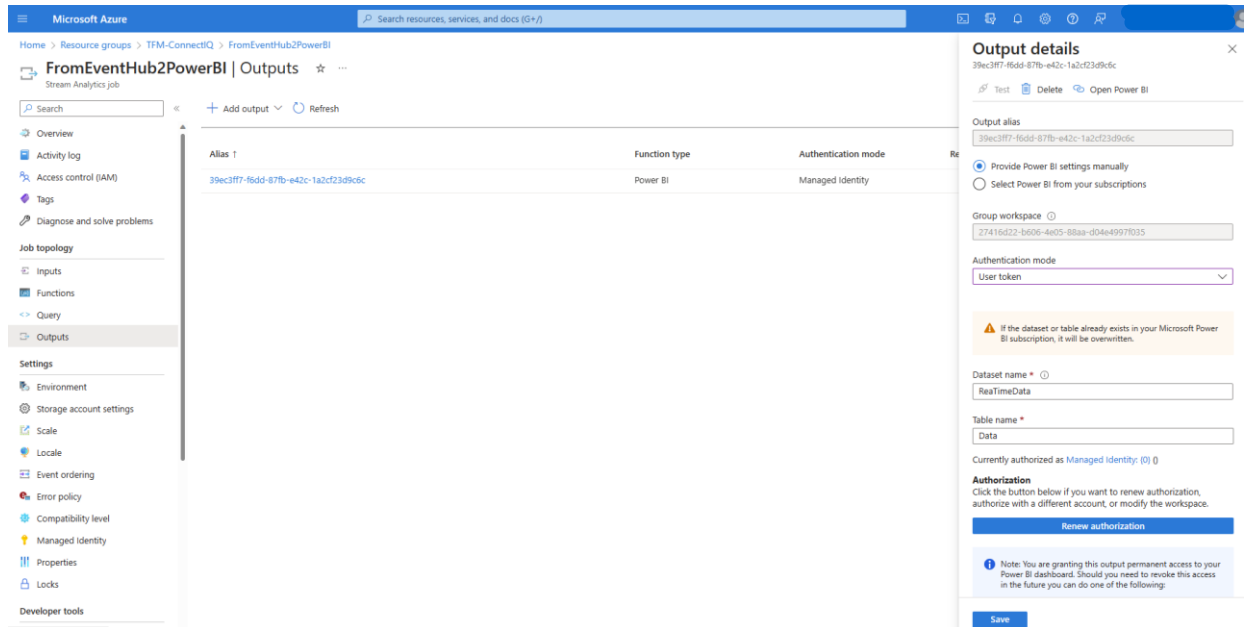 Microsoft Azure
Search resources, services, and docs (G+/)
Home > Resource groups > TFM-ConnectIQ > FromEventHub2PowerBI
FromEventHub2PowerBI | Outputs
Stream Analytics job
Search
Add output
Refresh
Overview
Activity log
Access control (IAM)
Tags
Diagnose and solve problems
Job topology
Inputs
Functions
Query
Outputs
Settings
Environment
Storage account settings
Scale
Locale
Event ordering
Error policy
Compatibility level
Managed Identity
Properties
Locks
Developer tools
Alias ↑ Function type Authentication mode Re
39ec3ff7-f6dd-87fb-e42c-1a2cf23d9c6c Power BI Managed Identity
Output details
39ec3ff7-f6dd-87fb-e42c-1a2cf23d9c6c
Test Delete Open Power BI
Output alias
39ec3ff7-f6dd-87fb-e42c-1a2cf23d9c6c
Provide Power BI settings manually
Select Power BI from your subscriptions
Group workspace
27416d22-b606-4e05-88aa-d04e4997f035
Authentication mode
User token
If the dataset or table already exists in your Microsoft Power
BI subscription, it will be overwritten.
Dataset name *
ReaTimeData
Table name *
Data
Currently authorized as Managed Identity: {0} ()
Authorization
Click the button below if you want to renew authorization,
authorize with a different account, or modify the workspace.
Renew authorization
Note: You are granting this output permanent access to your
Power BI dashboard. Should you need to revoke this access
in the future you can do one of the following:
Save